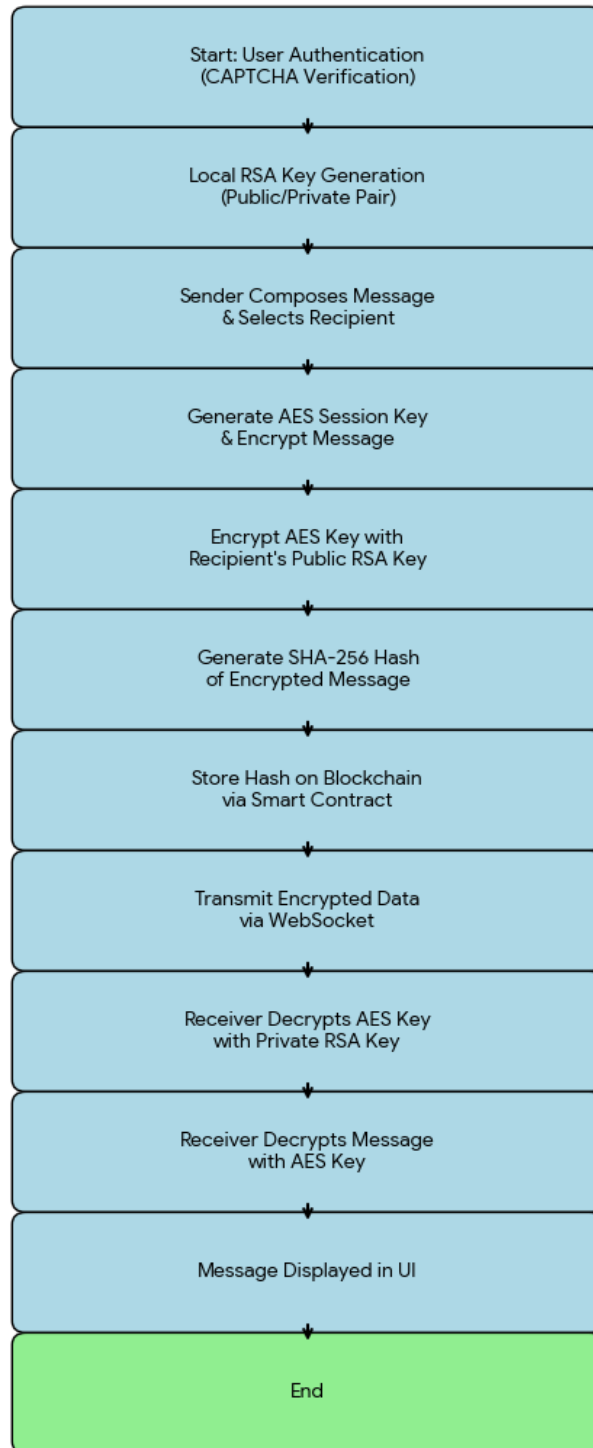 Start: User Authentication
(CAPTCHA Verification)
Local RSA Key Generation
(Public/Private Pair)
Sender Composes Message
& Selects Recipient
Generate AES Session Key
& Encrypt Message
Encrypt AES Key with
Recipient's Public RSA Key
Generate SHA-256 Hash
of Encrypted Message
Store Hash on Blockchain
via Smart Contract
Transmit Encrypted Data
via WebSocket
Receiver Decrypts AES Key
with Private RSA Key
Receiver Decrypts Message
with AES Key
Message Displayed in UI
End